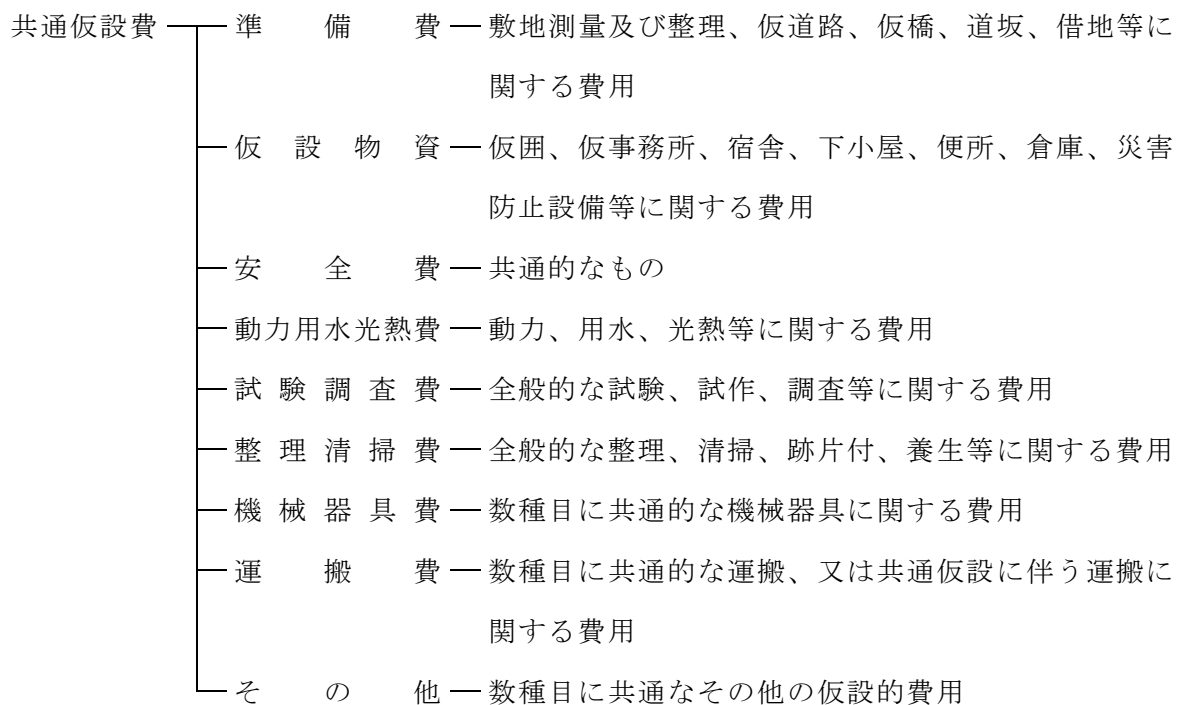 共通仮設費 準備費 敷地測量及び整理、仮道路、仮橋、道坂、借地等に
関する費用
仮設物資 仮囲、仮事務所、宿舎、下小屋、便所、倉庫、災害
防止設備等に関する費用
安全費 共通的なもの
動力用水光熱費 動力、用水、光熱等に関する費用
試験調査費 全般的な試験、試作、調査等に関する費用
整理清掃費 全般的な整理、清掃、跡片付、養生等に関する費用
機械器具費 数種目に共通的な機械器具に関する費用
運搬費 数種目に共通的な運搬、又は共通仮設に伴う運搬に
関する費用
その他 数種目に共通なその他の仮設的費用